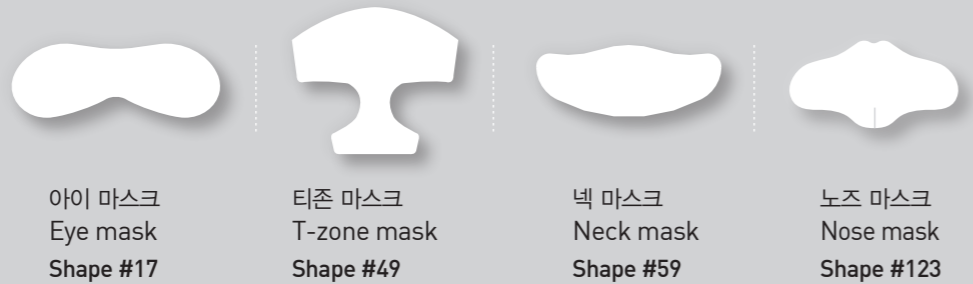 아이 마스크
Eye mask
Shape #17
티존 마스크
T-zone mask
Shape #49
넥 마스크
Neck mask
Shape #59
노즈 마스크
Nose mask
Shape #123